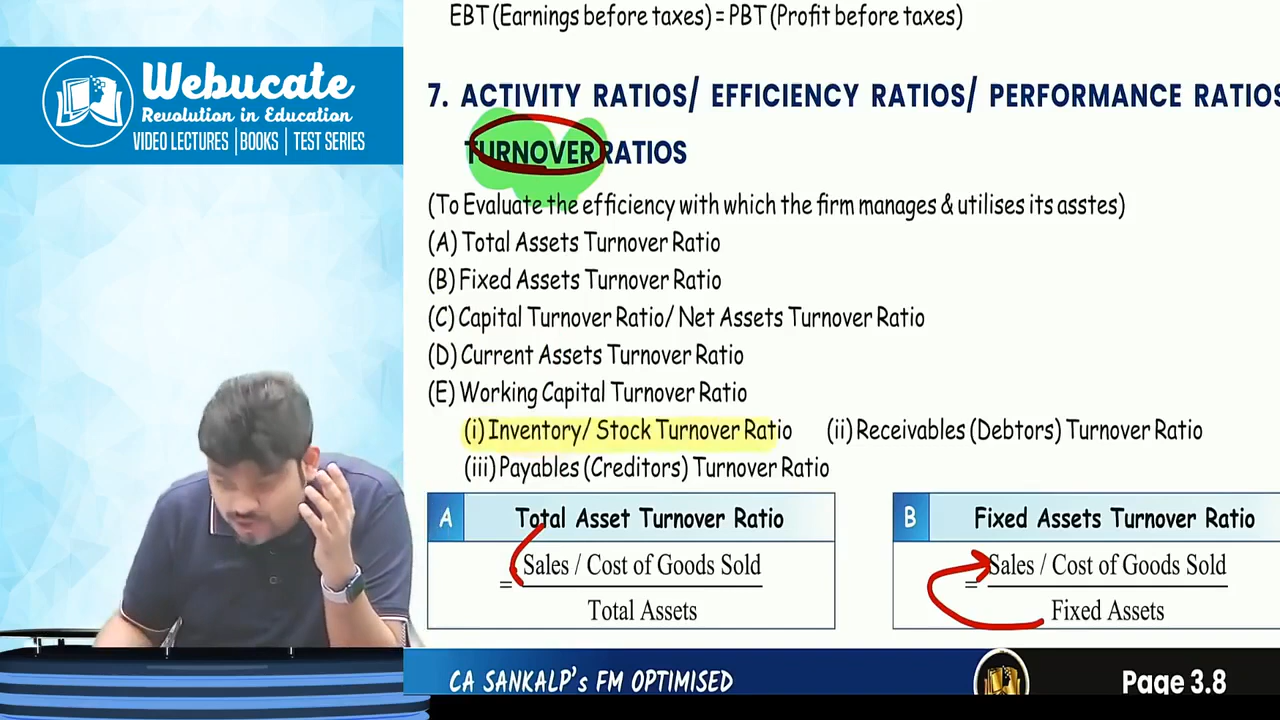 EBT (Earnings before taxes) = PBT (Profit before taxes)
Webucate
Revolution in Education
VIDEO LECTURES | BOOKS | TEST SERIES
7. ACTIVITY RATIOS/ EFFICIENCY RATIOS/ PERFORMANCE RATIOS
TURNOVER RATIOS
(To Evaluate the efficiency with which the firm manages & utilises its asstes)
(A) Total Assets Turnover Ratio
(B) Fixed Assets Turnover Ratio
(C) Capital Turnover Ratio/ Net Assets Turnover Ratio
(D) Current Assets Turnover Ratio
(E) Working Capital Turnover Ratio
(i) Inventory/ Stock Turnover Ratio (ii) Receivables (Debtors) Turnover Ratio
(iii) Payables (Creditors) Turnover Ratio
A Total Asset Turnover Ratio
= Sales / Cost of Goods Sold
Total Assets
B Fixed Assets Turnover Ratio
= Sales / Cost of Goods Sold
Fixed Assets
CA SANKALP's FM OPTIMISED
Page 3.8